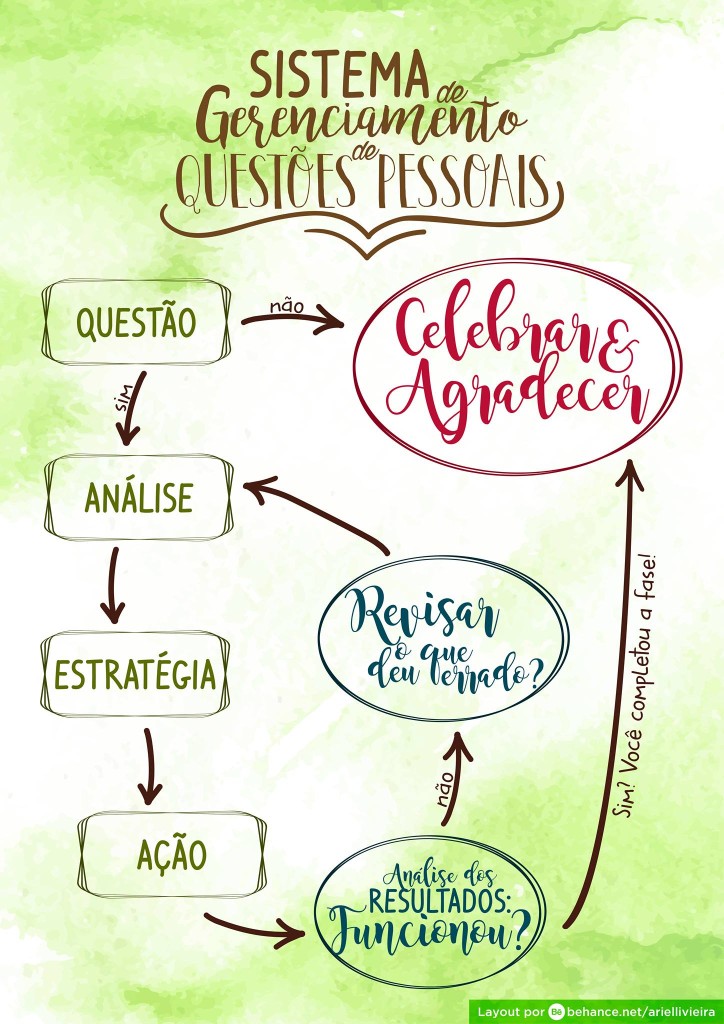 SISTEMA de
Gerenciamento
de
QUESTÕES PESSOAIS
QUESTÃO
não
Celebrar &
Agradecer
sim
ANÁLISE
Revisar
o que
deu errado?
ESTRATÉGIA
Sim? Você completou a fase!
não
AÇÃO
Análise dos
RESULTADOS:
Funcionou?
Layout por Bē behance.net/ariellivieira